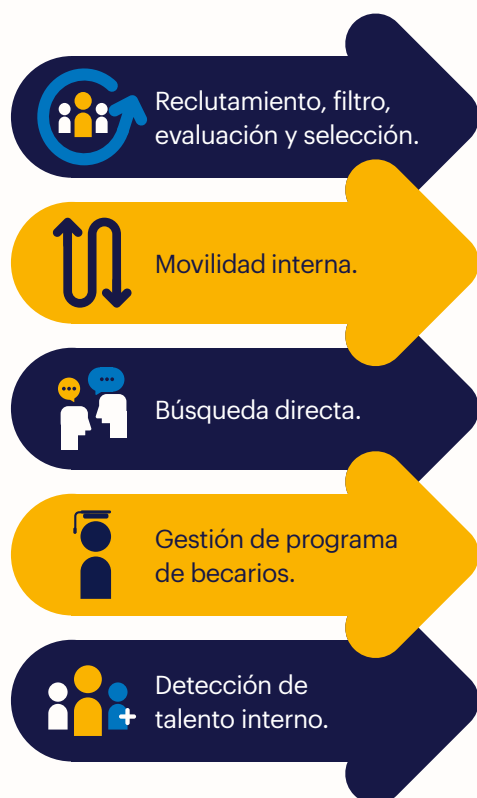 Reclutamiento, filtro,
evaluación y selección.
Movilidad interna.
Búsqueda directa.
Gestión de programa
de becarios.
Detección de
talento interno.